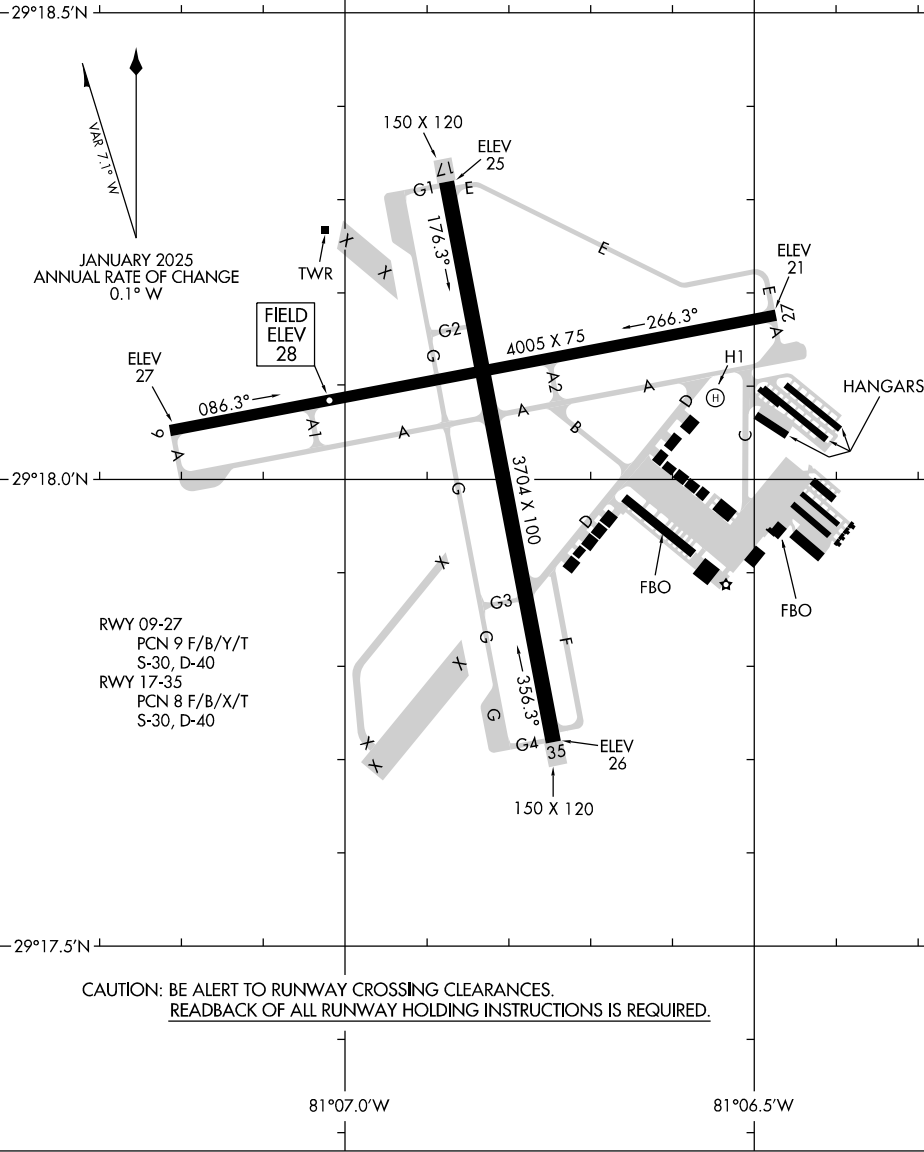 29°18.5'N
150 X 120
ELEV
25
17
G1
E
VAR 7.1° W
JANUARY 2025
ANNUAL RATE OF CHANGE
0.1° W
TWR
X
X
176.3°
E
ELEV
21
E
27
A
FIELD
ELEV
28
G2
G
4005 X 75
266.3°
ELEV
27
086.3°
9
A
A1
A
A
A2
B
A
H1
H
D
C
HANGARS
29°18.0'N
G
3704 X 100
D
FBO
FBO
X
G3
G
F
X
RWY 09-27
PCN 9 F/B/Y/T
S-30, D-40
RWY 17-35
PCN 8 F/B/X/T
S-30, D-40
356.3°
G
G4
35
ELEV
26
X
X
150 X 120
29°17.5'N
CAUTION: BE ALERT TO RUNWAY CROSSING CLEARANCES.
READBACK OF ALL RUNWAY HOLDING INSTRUCTIONS IS REQUIRED.
81°07.0'W
81°06.5'W